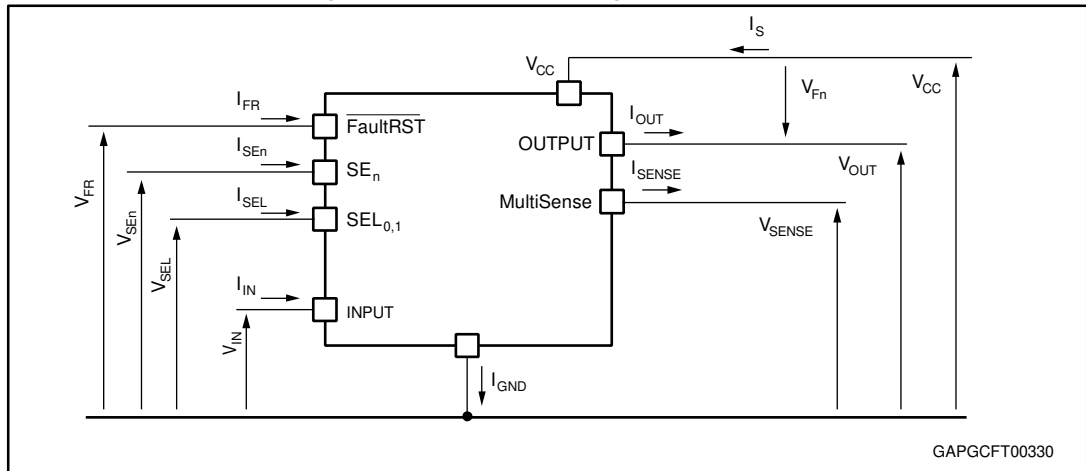 I_S
V_CC
V_Fn
V_CC
I_FR
FaultRST
I_OUT
OUTPUT
I_SEn
SE_n
V_OUT
I_SENSE
MultiSense
V_FR
V_SEn
I_SEL
SEL_0,1
V_SENSE
V_SEL
I_IN
INPUT
V_IN
I_GND
GAPGCFT00330